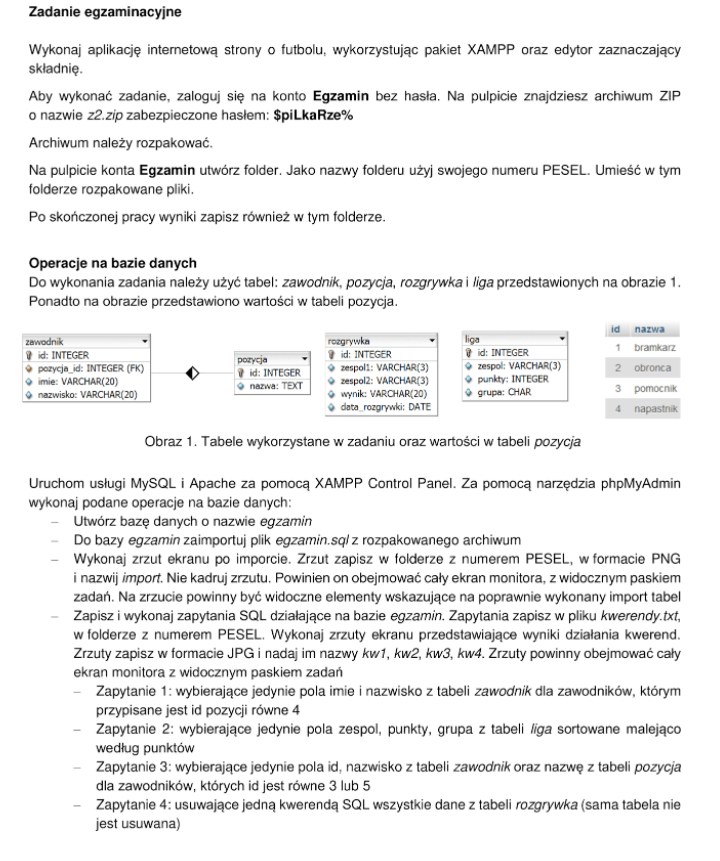 Zadanie egzaminacyjne
Wykonaj aplikację internetową strony o futbolu, wykorzystując pakiet XAMPP oraz edytor zaznaczający
składnię.
Aby wykonać zadanie, zaloguj się na konto Egzamin bez hasła. Na pulpicie znajdziesz archiwum ZIP
o nazwie z2.zip zabezpieczone hasłem: $piLkaRze%
Archiwum należy rozpakować.
Na pulpicie konta Egzamin utwórz folder. Jako nazwy folderu użyj swojego numeru PESEL. Umieść w tym
folderze rozpakowane pliki.
Po skończonej pracy wyniki zapisz również w tym folderze.
Operacje na bazie danych
Do wykonania zadania należy użyć tabel: zawodnik, pozycja, rozgrywka i liga przedstawionych na obrazie 1.
Ponadto na obrazie przedstawiono wartości w tabeli pozycja.
zawodnik
id: INTEGER
pozycja_id: INTEGER (FK)
imie: VARCHAR(20)
nazwisko: VARCHAR(20)
pozycja
id: INTEGER
nazwa: TEXT
rozgrywka
id: INTEGER
zespol1: VARCHAR(3)
zespol2: VARCHAR(3)
wynik: VARCHAR(20)
data_rozgrywki: DATE
liga
id: INTEGER
zespol: VARCHAR(3)
punkty: INTEGER
grupa: CHAR
id nazwa
1 bramkarz
2 obronca
3 pomocnik
4 napastnik
Obraz 1. Tabele wykorzystane w zadaniu oraz wartości w tabeli pozycja
Uruchom usługi MySQL i Apache za pomocą XAMPP Control Panel. Za pomocą narzędzia phpMyAdmin
wykonaj podane operacje na bazie danych:
– Utwórz bazę danych o nazwie egzamin
– Do bazy egzamin zaimportuj plik egzamin.sql z rozpakowanego archiwum
– Wykonaj zrzut ekranu po imporcie. Zrzut zapisz w folderze z numerem PESEL, w formacie PNG
i nazwij import. Nie kadruj zrzutu. Powinien on obejmować cały ekran monitora, z widocznym paskiem
zadań. Na zrzucie powinny być widoczne elementy wskazujące na poprawnie wykonany import tabel
– Zapisz i wykonaj zapytania SQL działające na bazie egzamin. Zapytania zapisz w pliku kwerendy.txt,
w folderze z numerem PESEL. Wykonaj zrzuty ekranu przedstawiające wyniki działania kwerend.
Zrzuty zapisz w formacie JPG i nadaj im nazwy kw1, kw2, kw3, kw4. Zrzuty powinny obejmować cały
ekran monitora z widocznym paskiem zadań
– Zapytanie 1: wybierające jedynie pola imie i nazwisko z tabeli zawodnik dla zawodników, którym
przypisane jest id pozycji równe 4
– Zapytanie 2: wybierające jedynie pola zespol, punkty, grupa z tabeli liga sortowane malejąco
według punktów
– Zapytanie 3: wybierające jedynie pola id, nazwisko z tabeli zawodnik oraz nazwę z tabeli pozycja
dla zawodników, których id jest równe 3 lub 5
– Zapytanie 4: usuwające jedną kwerendą SQL wszystkie dane z tabeli rozgrywka (sama tabela nie
jest usuwana)